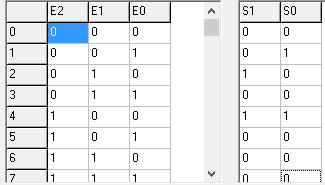 E2 E1 E0 S1 S0
0 0 0 0 0 0
1 0 0 1 0 1
2 0 1 0 1 0
3 0 1 1 0 0
4 1 0 0 1 1
5 1 0 1 0 0
6 1 1 0 0 0
7 1 1 1 0 0